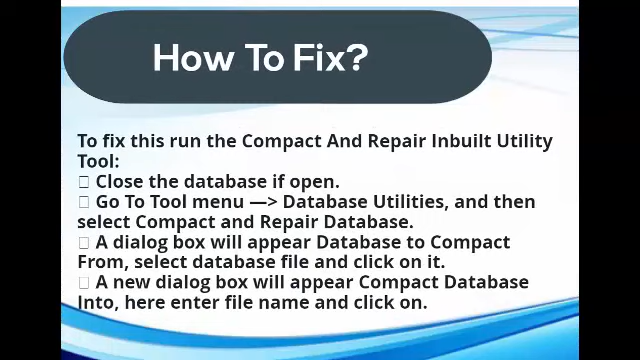 How To Fix?
To fix this run the Compact And Repair Inbuilt Utility
Tool:
□ Close the database if open.
□ Go To Tool menu —> Database Utilities, and then
select Compact and Repair Database.
□ A dialog box will appear Database to Compact
From, select database file and click on it.
□ A new dialog box will appear Compact Database
Into, here enter file name and click on.